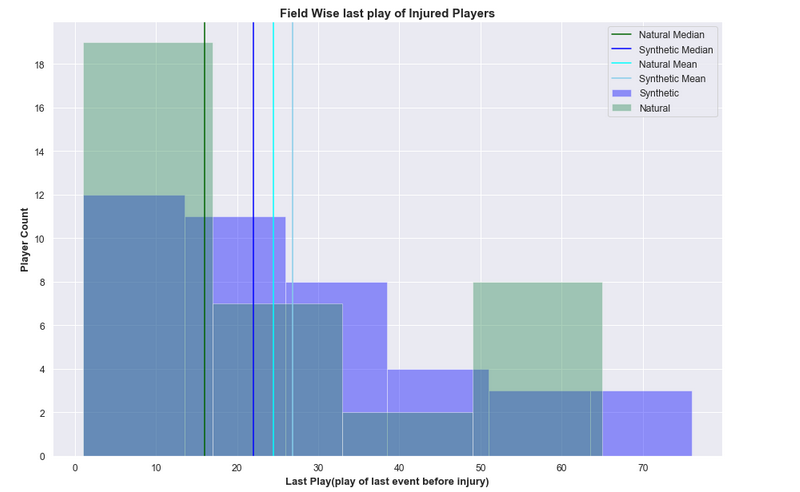 Field Wise last play of Injured Players
Natural Median
Synthetic Median
Natural Mean
Synthetic Mean
Synthetic
Natural
Player Count
18
16
14
12
10
8
6
4
2
0
0 10 20 30 40 50 60 70
Last Play(play of last event before injury)